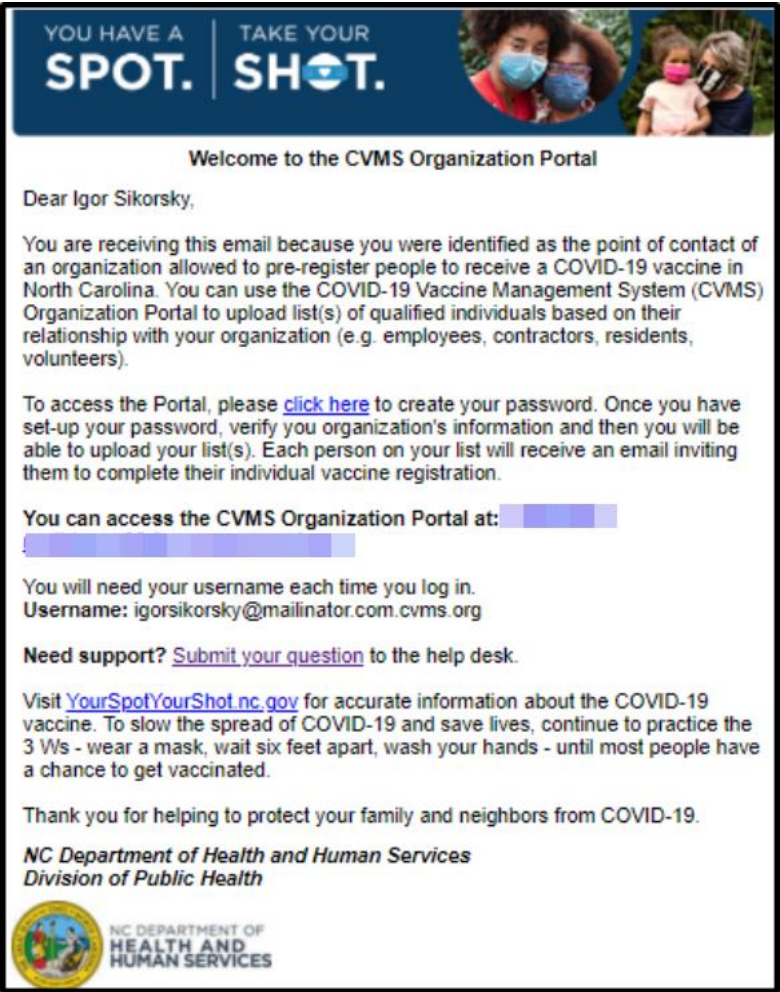 YOU HAVE A
SPOT.
TAKE YOUR
SHOT.
Welcome to the CVMS Organization Portal
Dear Igor Sikorsky,
You are receiving this email because you were identified as the point of contact of
an organization allowed to pre-register people to receive a COVID-19 vaccine in
North Carolina. You can use the COVID-19 Vaccine Management System (CVMS)
Organization Portal to upload list(s) of qualified individuals based on their
relationship with your organization (e.g. employees, contractors, residents,
volunteers).
To access the Portal, please click here to create your password. Once you have
set-up your password, verify you organization's information and then you will be
able to upload your list(s). Each person on your list will receive an email inviting
them to complete their individual vaccine registration.
You can access the CVMS Organization Portal at:
You will need your username each time you log in.
Username: igorsikorsky@mailinator.com.cvms.org
Need support? Submit your question to the help desk.
Visit YourSpotYourShot.nc.gov for accurate information about the COVID-19
vaccine. To slow the spread of COVID-19 and save lives, continue to practice the
3 Ws - wear a mask, wait six feet apart, wash your hands - until most people have
a chance to get vaccinated.
Thank you for helping to protect your family and neighbors from COVID-19.
NC Department of Health and Human Services
Division of Public Health
NC DEPARTMENT OF
HEALTH AND
HUMAN SERVICES